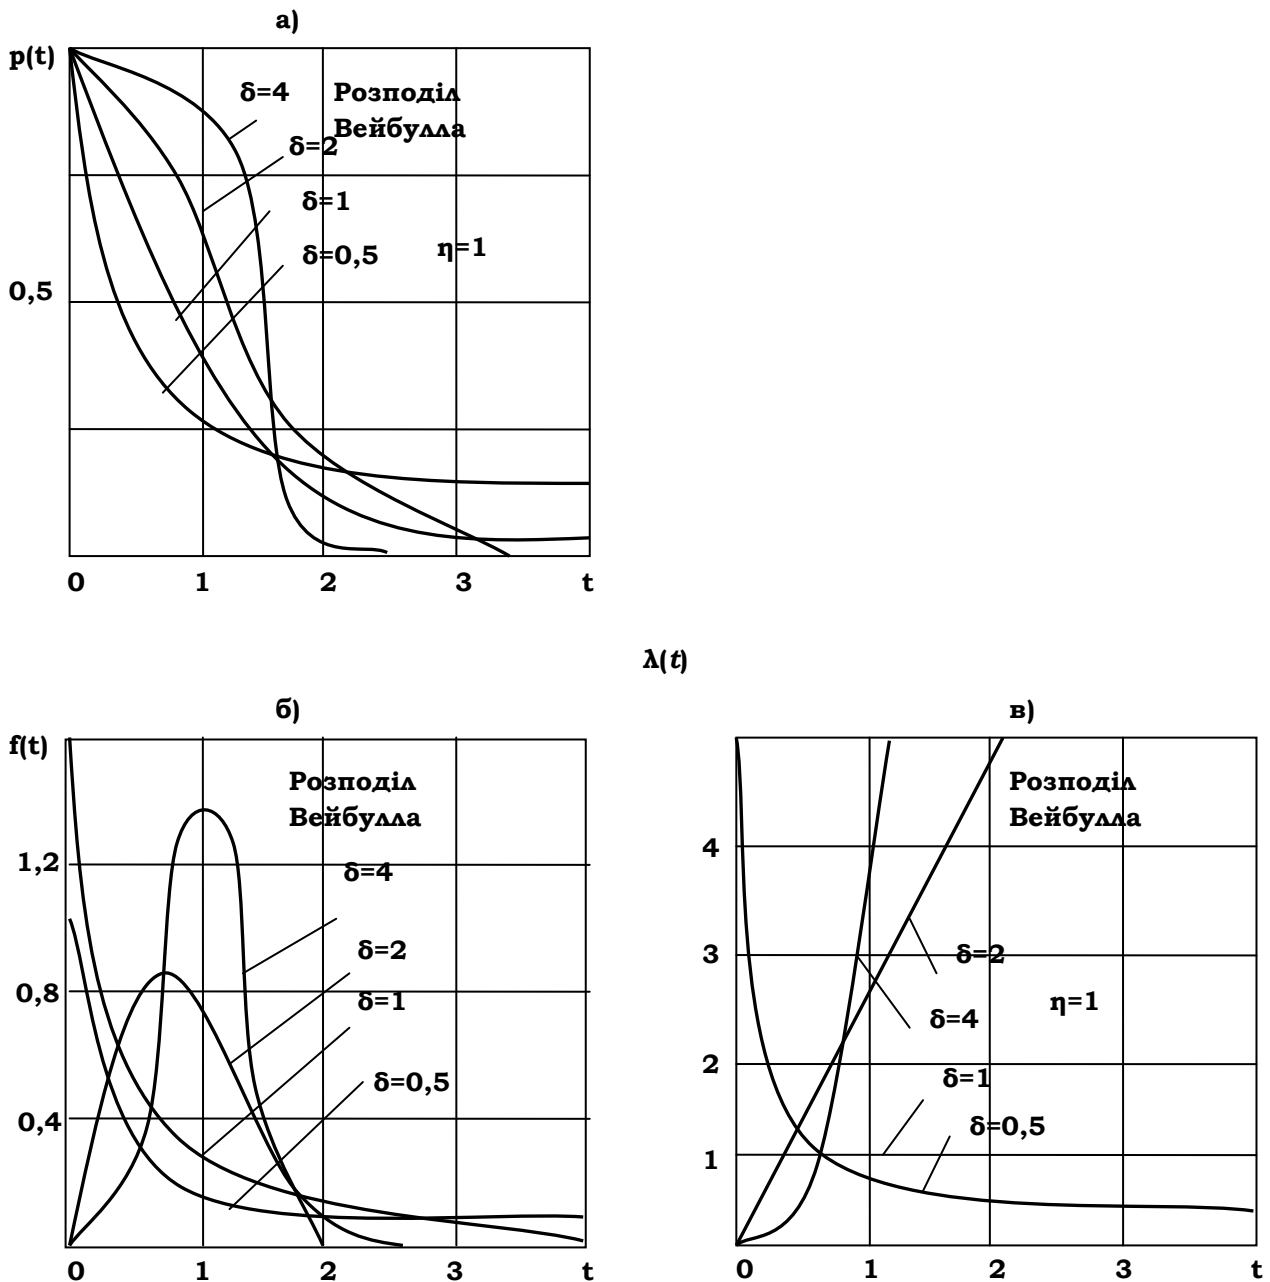 а)
p(t)
δ=4
Розподіл
Вейбулла
δ=2
δ=1
δ=0,5
η=1
0,5
0 1 2 3 t
λ(t)
б)
f(t)
Розподіл
Вейбулла
1,2
δ=4
δ=2
0,8
δ=1
δ=0,5
0,4
0 1 2 3 t
в)
Розподіл
Вейбулла
4
3
δ=2
δ=4
η=1
2
δ=1
δ=0,5
1
0 1 2 3 t